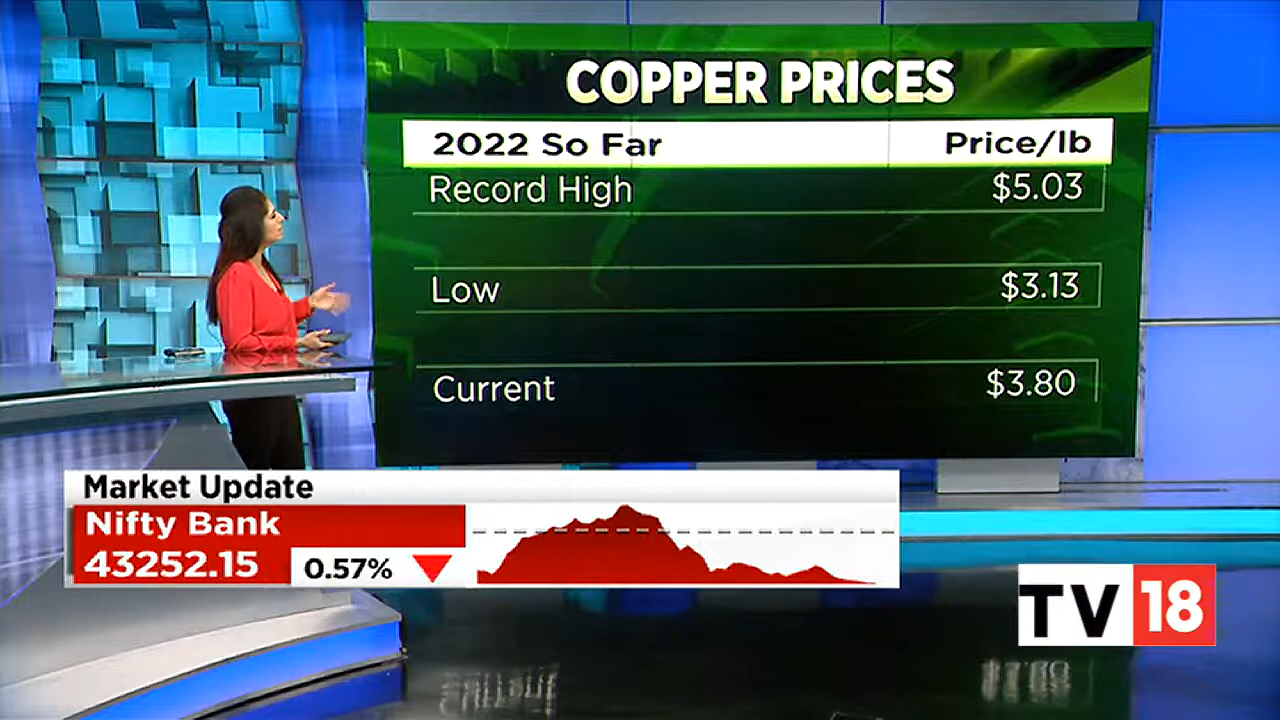 COPPER PRICES
2022 So Far Price/lb
Record High $5.03
Low $3.13
Current $3.80
Market Update
Nifty Bank
43252.15 0.57%
TV18